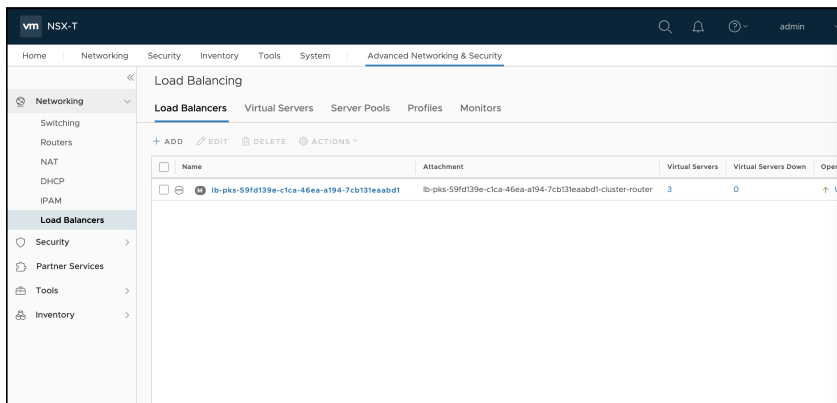 vm NSX-T admin
Home Networking Security Inventory Tools System Advanced Networking & Security
Load Balancing
Networking
Switching
Routers
NAT
DHCP
IPAM
Load Balancers
Security
Partner Services
Tools
Inventory
Load Balancers Virtual Servers Server Pools Profiles Monitors
+ ADD EDIT DELETE ACTIONS
Name Attachment Virtual Servers Virtual Servers Down Oper
M lb-pks-59fd139e-c1ca-46ea-a194-7cb131eaabd1 lb-pks-59fd139e-c1ca-46ea-a194-7cb131eaabd1-cluster-router 3 0